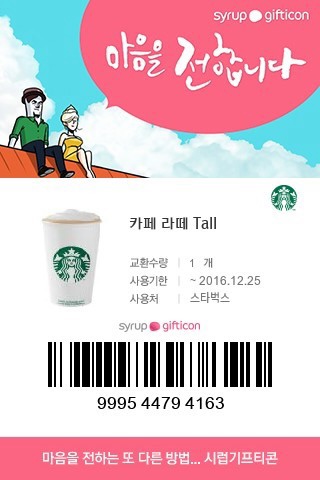 syrup gifticon
마음을 전합니다
카페 라떼 Tall
교환수량 | 1 개
사용기한 | ~ 2016.12.25
사용처 | 스타벅스
syrup gifticon
9995 4479 4163
마음을 전하는 또 다른 방법... 시럽기프티콘